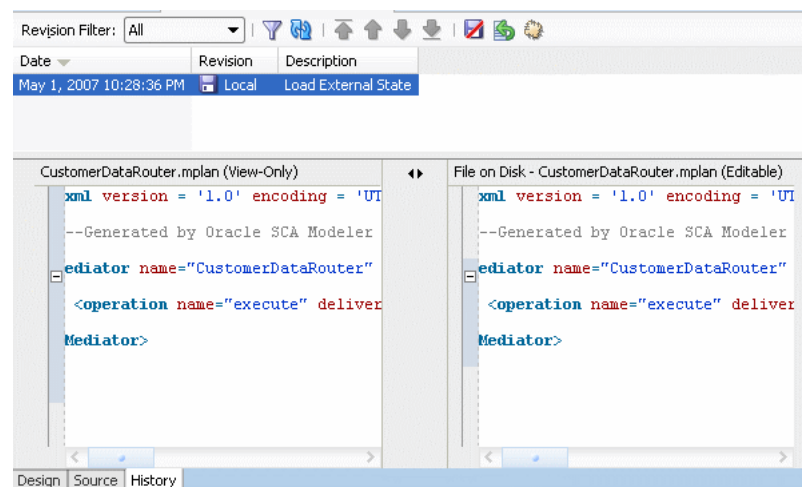 Revision Filter: All
Date Revision Description
May 1, 2007 10:28:36 PM Local Load External State
CustomerDataRouter.mplan (View-Only)
xml version = '1.0' encoding = 'UT
--Generated by Oracle SCA Modeler
ediator name="CustomerDataRouter"
<operation name="execute" deliver
Mediator>
File on Disk - CustomerDataRouter.mplan (Editable)
xml version = '1.0' encoding = 'UT
--Generated by Oracle SCA Modeler
ediator name="CustomerDataRouter"
<operation name="execute" deliver
Mediator>
Design Source History